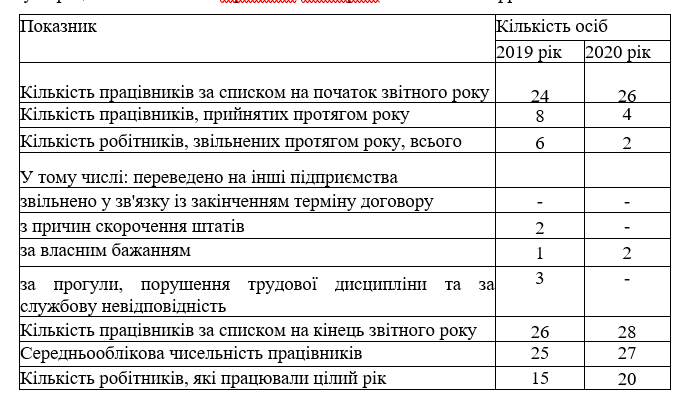 Показник Кількість осіб
2019 рік 2020 рік
Кількість працівників за списком на початок звітного року 24 26
Кількість працівників, прийнятих протягом року 8 4
Кількість робітників, звільнених протягом року, всього 6 2
У тому числі: переведено на інші підприємства
звільнено у зв'язку із закінченням терміну договору - -
з причин скорочення штатів 2 -
за власним бажанням 1 2
за прогули, порушення трудової дисципліни та за 3 -
службову невідповідність
Кількість працівників за списком на кінець звітного року 26 28
Середньооблікова чисельність працівників 25 27
Кількість робітників, які працювали цілий рік 15 20